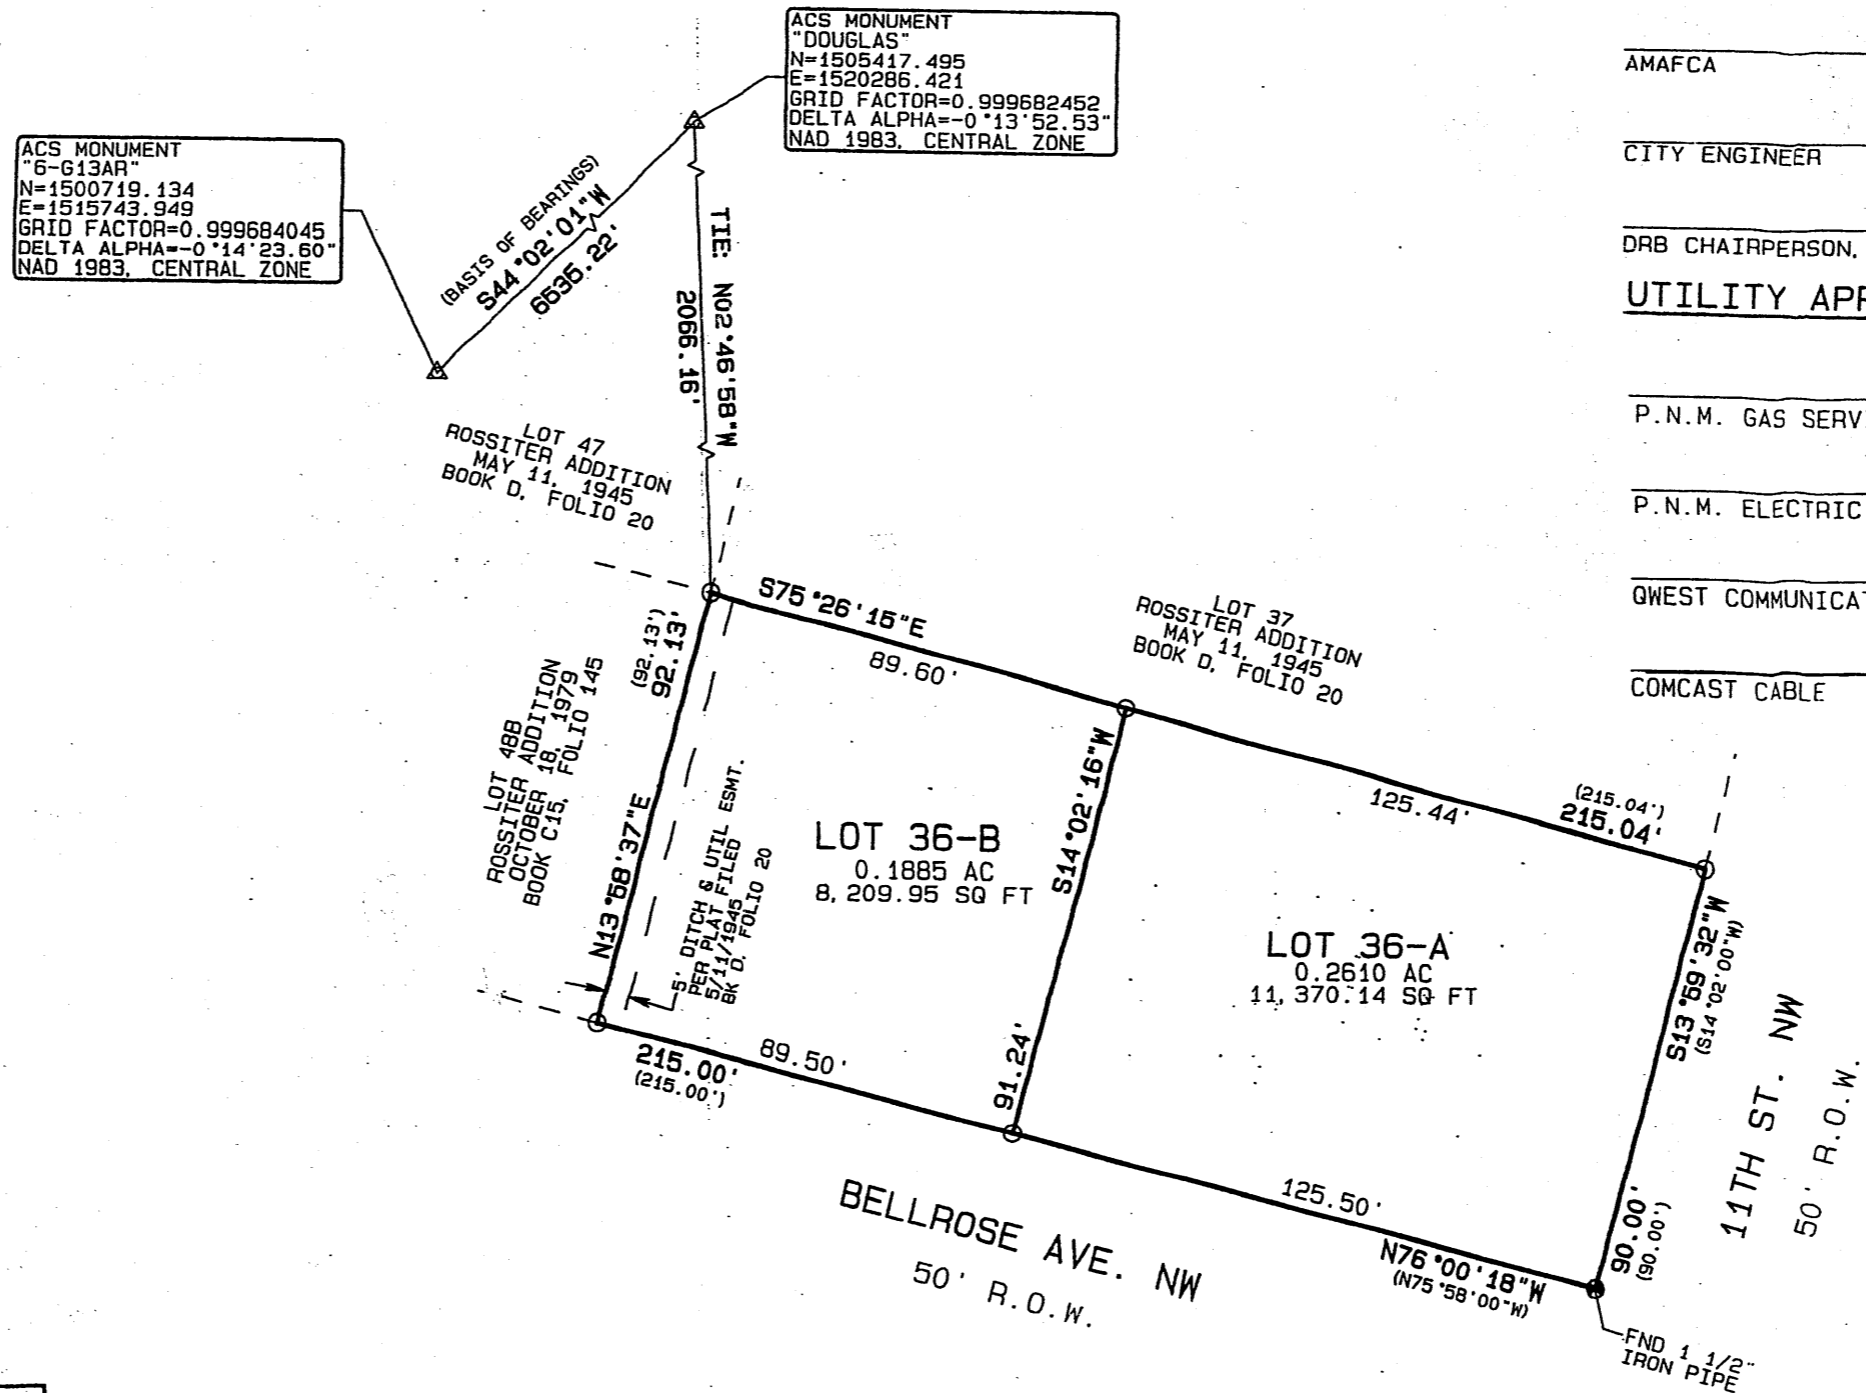 ACS MONUMENT
"DOUGLAS"
N=1505417.495
E=1520286.421
GRID FACTOR=0.999682452
DELTA ALPHA=-0°13'52.53"
NAD 1983, CENTRAL ZONE
ACS MONUMENT
"6-G13AR"
N=1500719.134
E=1515743.949
GRID FACTOR=0.999684045
DELTA ALPHA=-0°14'23.60"
NAD 1983, CENTRAL ZONE
(BASIS OF BEARINGS)
S44°02'01"W
6535.22'
TIE: N02°46'58"W
2066.16'
AMAFCA
CITY ENGINEER
DRB CHAIRPERSON,
UTILITY APP
P.N.M. GAS SERV
P.N.M. ELECTRIC
QWEST COMMUNICAT
COMCAST CABLE
LOT 47
ROSSITER ADDITION
MAY 11, 1945
BOOK D, FOLIO 20
S75°26'15"E
89.60'
LOT 37
ROSSITER ADDITION
MAY 11, 1945
BOOK D, FOLIO 20
(92.13')
92.13'
N13°58'37"E
LOT 48B
ROSSITER ADDITION
OCTOBER 18, 1979
BOOK C15, FOLIO 145
5' DITCH & UTIL ESMT.
PER PLAT FILED
5/11/1945
BK D, FOLIO 20
LOT 36-B
0.1885 AC
8,209.95 SQ FT
S14°02'16"W
91.24'
125.44'
(215.04')
215.04'
LOT 36-A
0.2610 AC
11,370.14 SQ FT
S13°59'32"W
(S14°02'00"W)
90.00'
(90.00')
11TH ST. NW
50' R.O.W.
215.00'
(215.00')
89.50'
125.50'
N76°00'18"W
(N75°58'00"W)
BELLROSE AVE. NW
50' R.O.W.
FND 1 1/2"
IRON PIPE